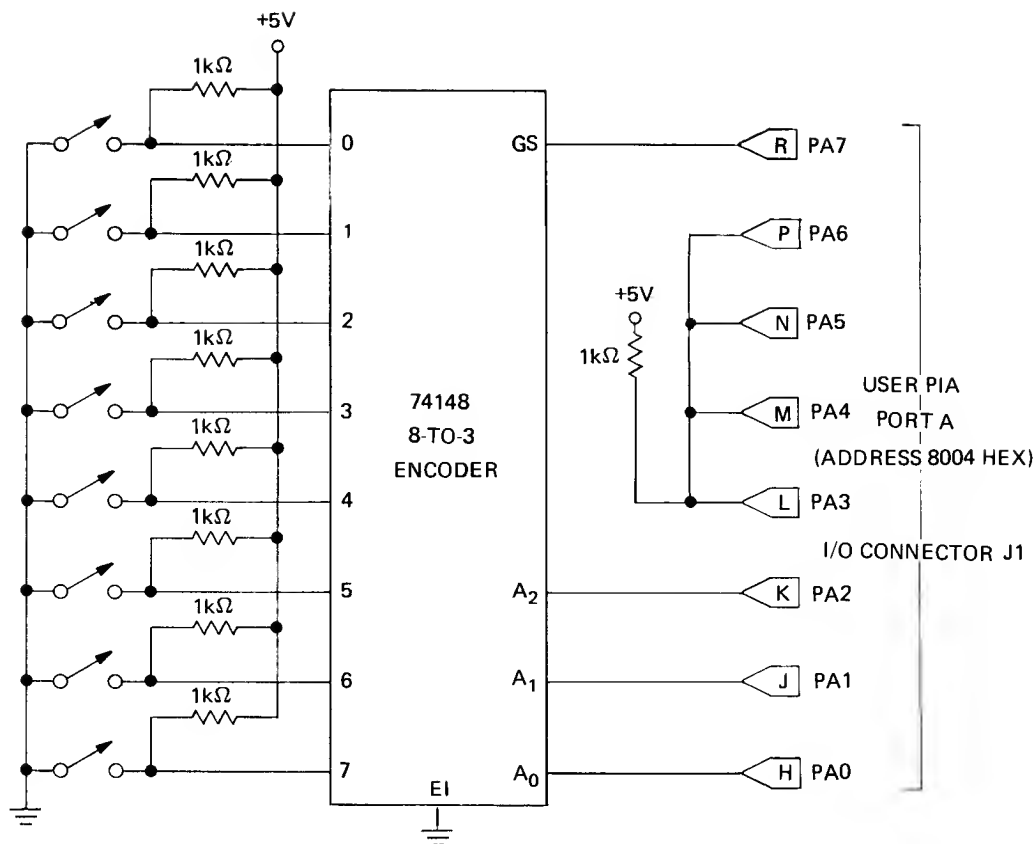 +5V
1kΩ
0
GS
R PA7
1kΩ
1
P PA6
1kΩ
2
+5V
N PA5
1kΩ
1kΩ
3
74148
8-TO-3
ENCODER
M PA4
USER PIA
PORT A
(ADDRESS 8004 HEX)
1kΩ
4
L PA3
I/O CONNECTOR J1
1kΩ
5
A2
K PA2
1kΩ
6
A1
J PA1
1kΩ
7
EI
A0
H PA0